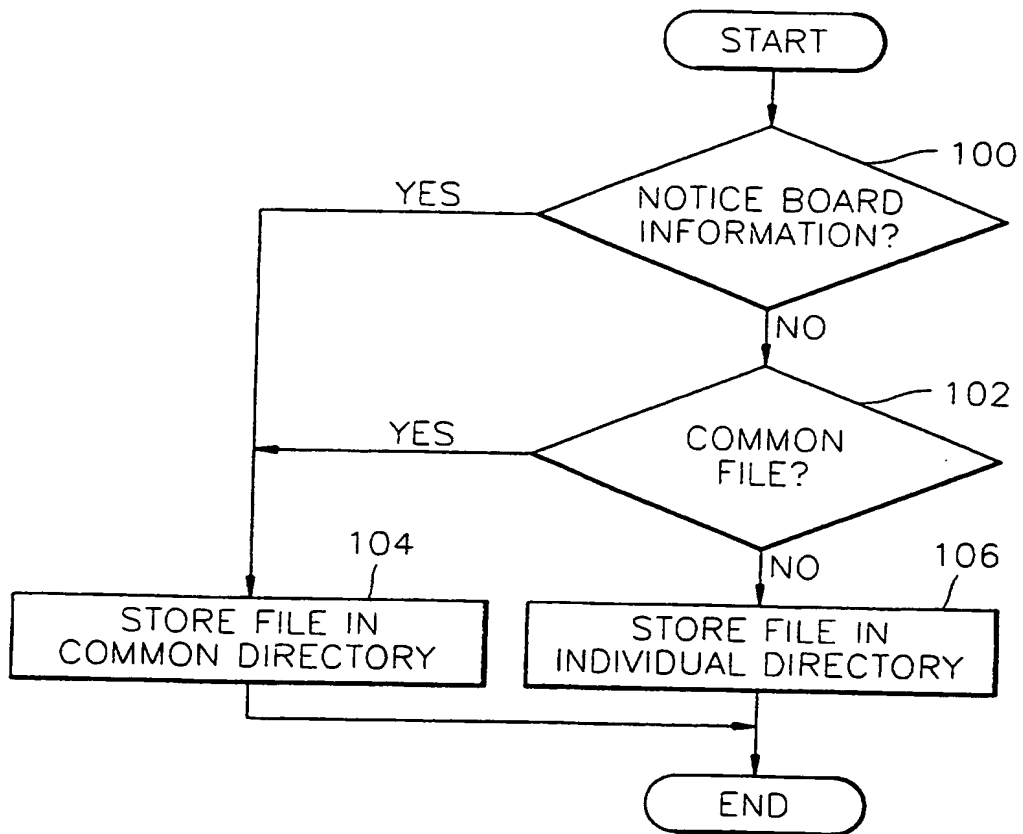 START
100
NOTICE BOARD
INFORMATION?
YES
NO
102
COMMON
FILE?
YES
NO
104
STORE FILE IN
COMMON DIRECTORY
106
STORE FILE IN
INDIVIDUAL DIRECTORY
END